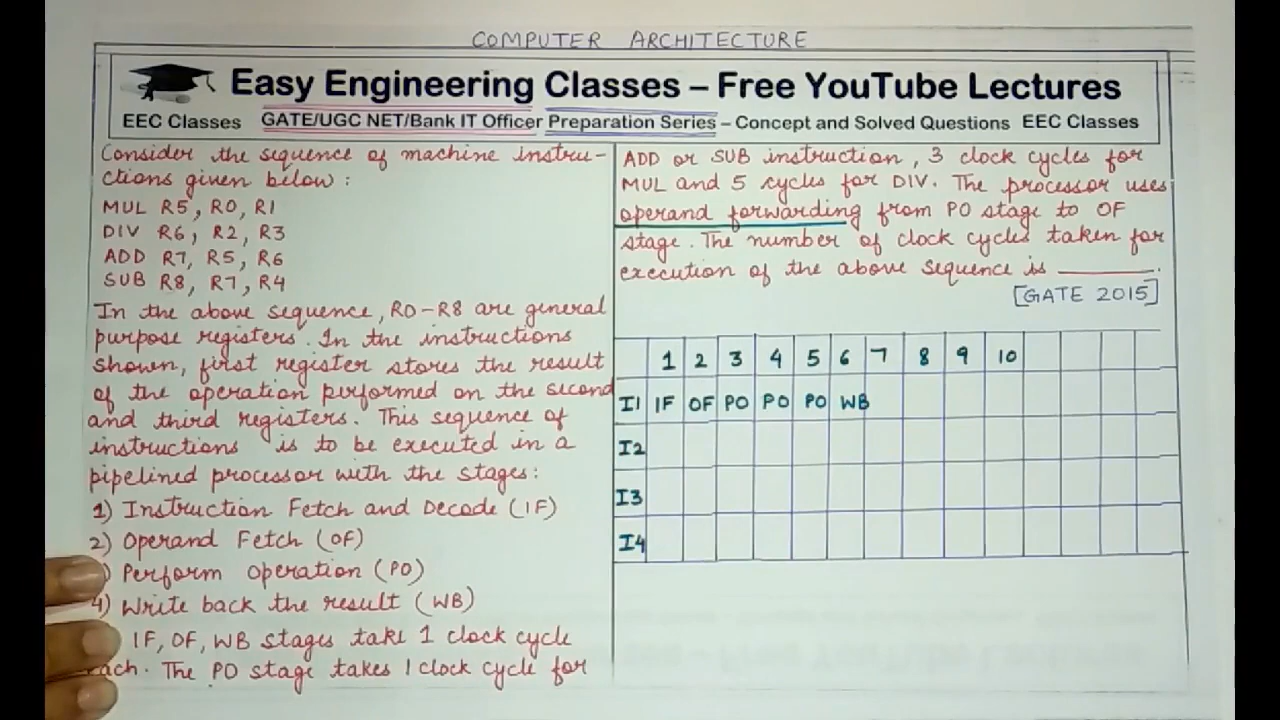 COMPUTER ARCHITECTURE
Easy Engineering Classes – Free YouTube Lectures
EEC Classes GATE/UGC NET/Bank IT Officer Preparation Series – Concept and Solved Questions EEC Classes
Consider the sequence of machine instru-
ctions given below :
MUL R5, R0, R1
DIV R6, R2, R3
ADD R7, R5, R6
SUB R8, R7, R4
In the above sequence, R0-R8 are general
purpose registers. In the instructions
shown, first register stores the result
of the operation performed on the second
and third registers. This sequence of
instructions is to be executed in a
pipelined processor with the stages :
1) Instruction Fetch and Decode (IF)
2) Operand Fetch (OF)
) Perform Operation (PO)
4) Write back the result (WB)
IF, OF, WB stages take 1 clock cycle
each. The PO stage takes 1 clock cycle for
ADD or SUB instruction, 3 clock cycles for
MUL and 5 cycles for DIV. The processor uses
operand forwarding from PO stage to OF
stage. The number of clock cycles taken for
execution of the above sequence is ______.
[GATE 2015]
1 2 3 4 5 6 7 8 9 10
I1 IF OF PO PO PO WB
I2
I3
I4